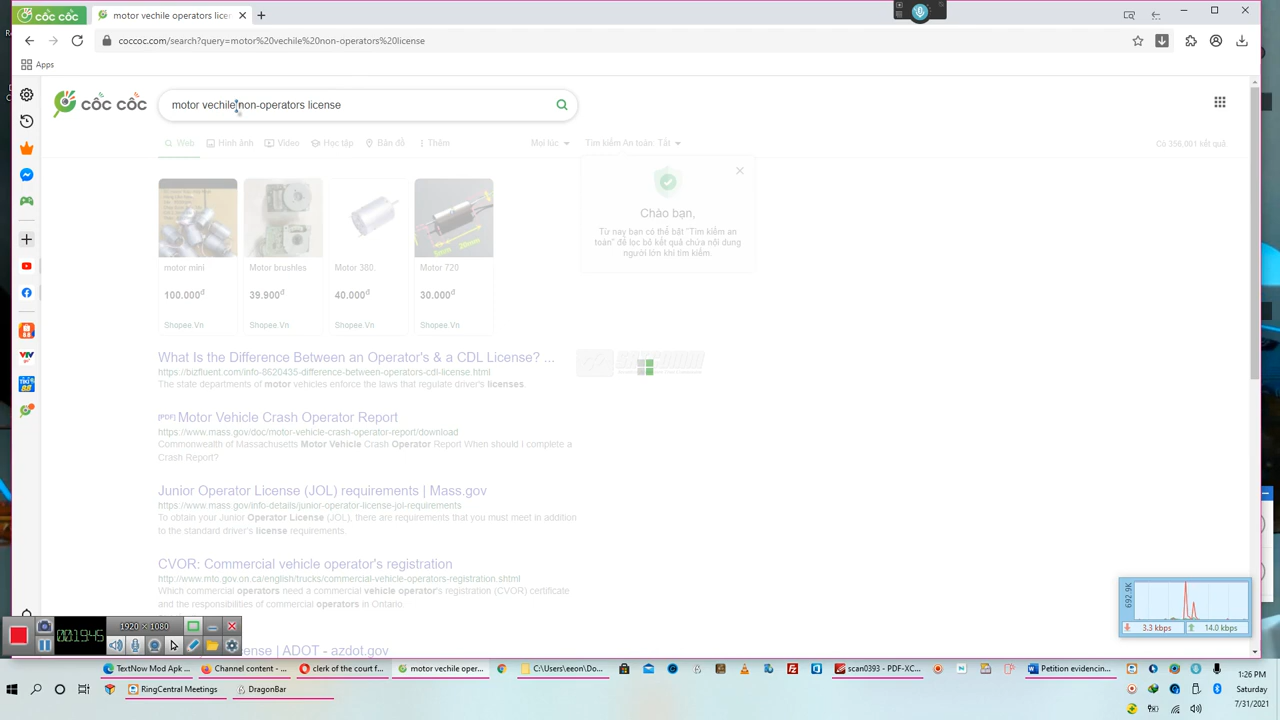 cốc cốc
motor vechile operators licen
coccoc.com/search?query=motor%20vechile%20non-operators%20license
Apps
cốc cốc
motor vechile non-operators license
Web
Hình ảnh
Video
Học tập
Bản đồ
Thêm
Mọi lúc
Tìm kiếm An toàn: Tắt
Có 356,001 kết quả
motor mini
100.000đ
Shopee.Vn
Motor brushles
39.900đ
Shopee.Vn
Motor 380,
40.000đ
Shopee.Vn
Motor 720
30.000đ
Shopee.Vn
Chào bạn,
Từ nay bạn có thể bật "Tìm kiếm an
toàn" để lọc bỏ kết quả chứa nội dung
người lớn khi tìm kiếm.
What Is the Difference Between an Operator's & a CDL License? ...
https://bizfluent.com/info-8620435-difference-between-operators-cdl-license.html
The state departments of motor vehicles enforce the laws that regulate driver's licenses.
[PDF] Motor Vehicle Crash Operator Report
https://www.mass.gov/doc/motor-vehicle-crash-operator-report/download
Commonwealth of Massachusetts Motor Vehicle Crash Operator Report When should I complete a
Crash Report?
Junior Operator License (JOL) requirements | Mass.gov
https://www.mass.gov/info-details/junior-operator-license-jol-requirements
To obtain your Junior Operator License (JOL), there are requirements that you must meet in addition
to the standard driver's license requirements.
CVOR: Commercial vehicle operator's registration
http://www.mto.gov.on.ca/english/trucks/commercial-vehicle-operators-registration.shtml
Which commercial operators need a commercial vehicle operator's registration (CVOR) certificate
and the responsibilities of commercial operators in Ontario
License | ADOT - azdot.gov
692.9K
3.3 kbps
14.0 kbps
1920 × 1080
00:19:45
TextNow Mod Apk ...
Channel content - ...
clerk of the court f...
motor vechile oper...
C:\Users\eeon\Do...
scan0393 - PDF-XC...
Petition evidencin...
1:26 PM
Saturday
7/31/2021
RingCentral Meetings
DragonBar